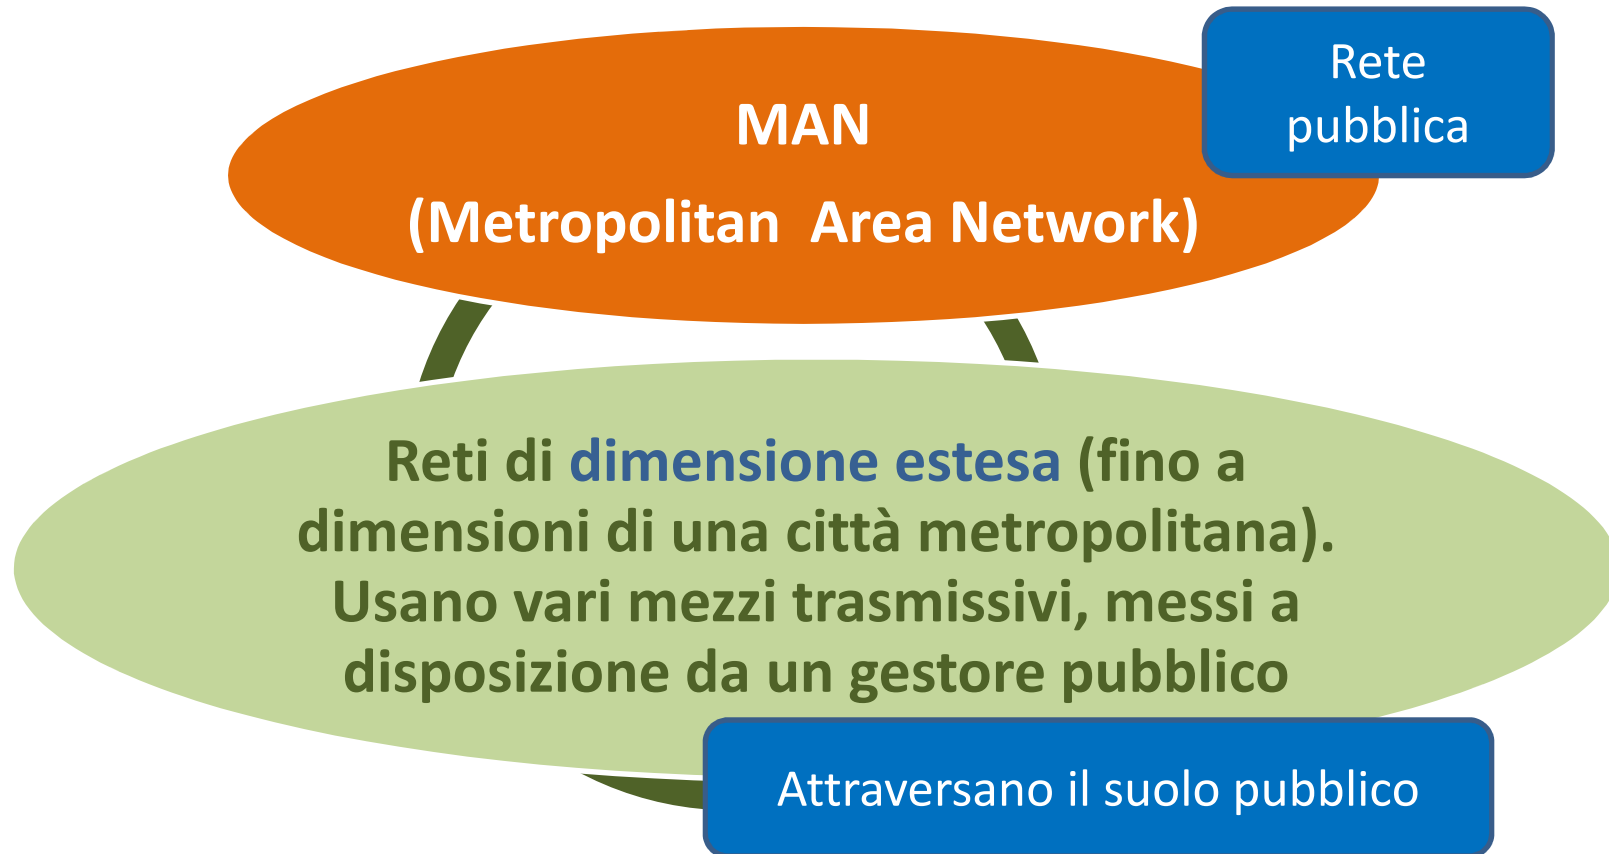 MAN
(Metropolitan Area Network)
Rete
pubblica
Reti di dimensione estesa (fino a
dimensioni di una città metropolitana).
Usano vari mezzi trasmissivi, messi a
disposizione da un gestore pubblico
Attraversano il suolo pubblico